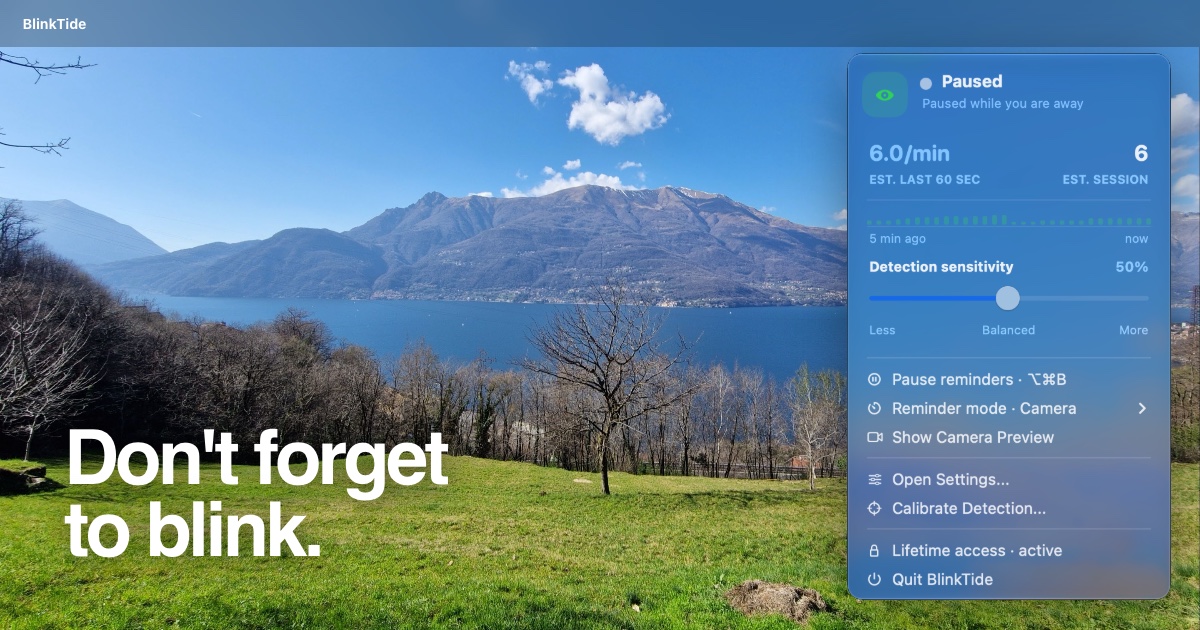 BlinkTide
Don't forget
to blink.
Paused
Paused while you are away
6.0/min
6
EST. LAST 60 SEC
EST. SESSION
5 min ago
now
Detection sensitivity
50%
Less
Balanced
More
Pause reminders · ⌥⌘B
Reminder mode · Camera
Show Camera Preview
Open Settings...
Calibrate Detection...
Lifetime access · active
Quit BlinkTide